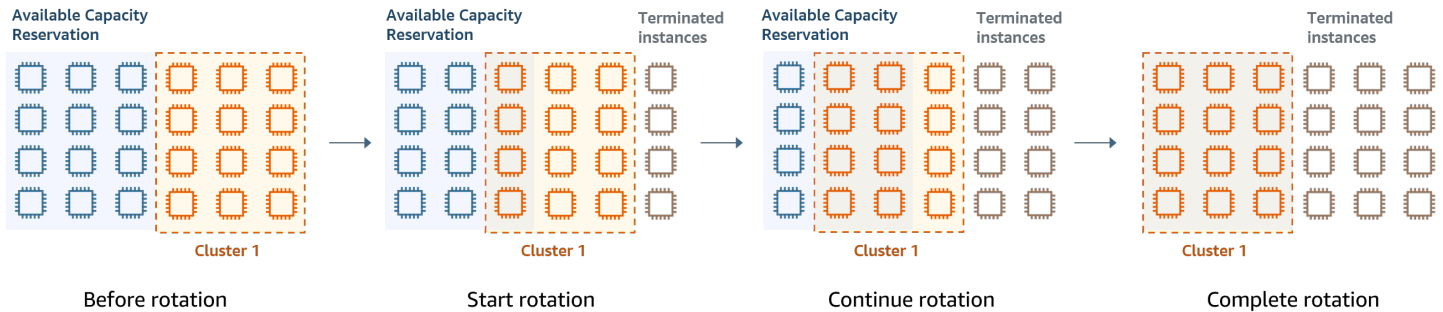 Available Capacity
Reservation
Cluster 1
Before rotation
Available Capacity
Reservation
Terminated
instances
Cluster 1
Start rotation
Available Capacity
Reservation
Terminated
instances
Cluster 1
Continue rotation
Terminated
instances
Cluster 1
Complete rotation